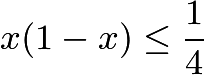 x(1 − x) ≤ 1/4